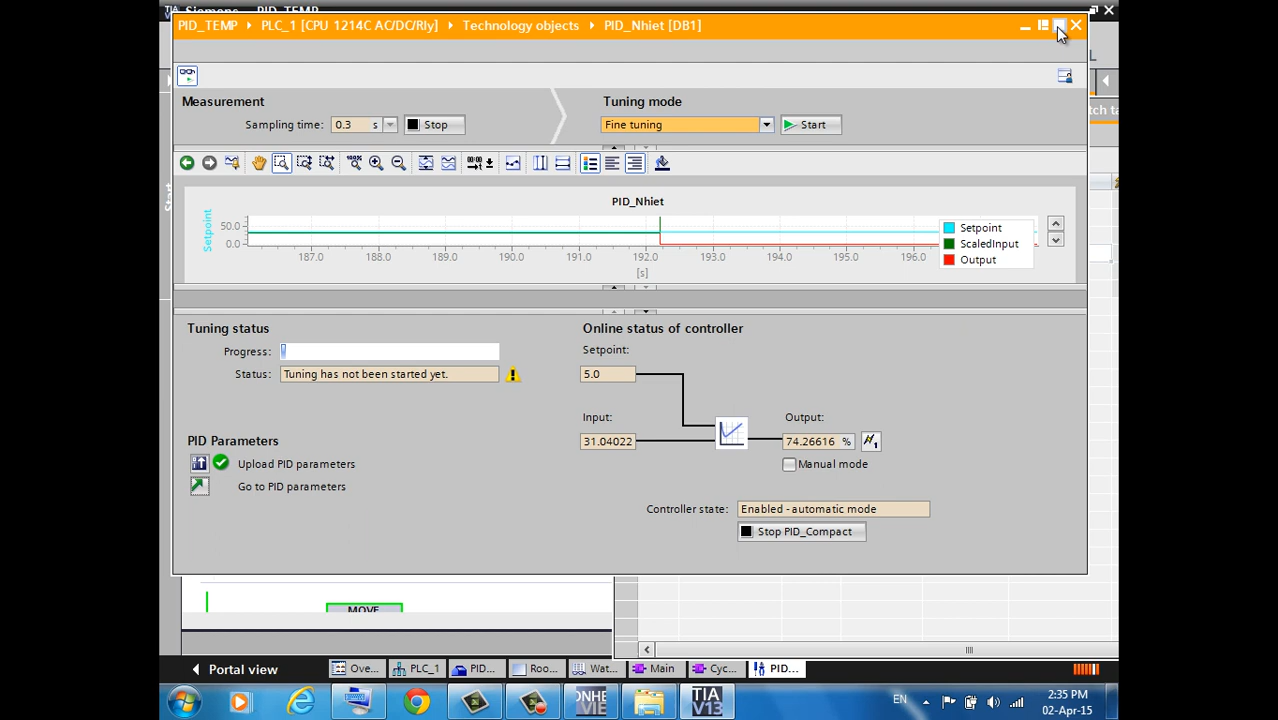 Siemens - PID_TEMP
PID_TEMP ▸ PLC_1 [CPU 1214C AC/DC/Rly] ▸ Technology objects ▸ PID_Nhiet [DB1]
Measurement
Tuning mode
Sampling time: 0.3 s Stop
Fine tuning Start
PID_Nhiet
Setpoint
50.0
0.0
187.0 188.0 189.0 190.0 191.0 192.0 193.0 194.0 195.0 196.0
[s]
Setpoint
ScaledInput
Output
Tuning status
Progress:
Status: Tuning has not been started yet.
PID Parameters
Upload PID parameters
Go to PID parameters
Online status of controller
Setpoint:
5.0
Input:
31.04022
Output:
74.26616 %
Manual mode
Controller state: Enabled - automatic mode
Stop PID_Compact
MOVE
Portal view Ove... PLC_1 PID... Roo... Wat... Main Cyc... PID...
TIA V13
EN
2:35 PM
02-Apr-15